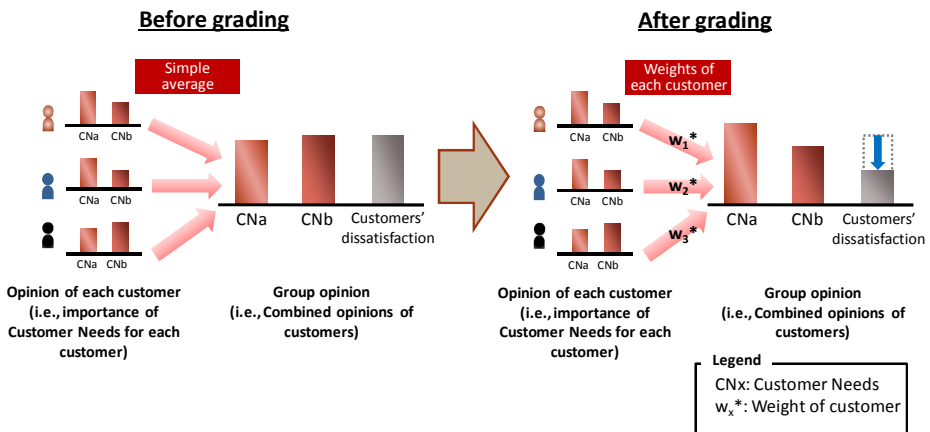 Before grading
Simple
average
CNa CNb
CNa CNb
CNa CNb
CNa CNb Customers'
dissatisfaction
Opinion of each customer
(i.e., importance of
Customer Needs for each
customer)
Group opinion
(i.e., Combined opinions of
customers)
After grading
Weights of
each customer
CNa CNb
CNa CNb
CNa CNb
w1*
w2*
w3*
CNa CNb Customers'
dissatisfaction
Opinion of each customer
(i.e., importance of
Customer Needs for each
customer)
Group opinion
(i.e., Combined opinions of
customers)
Legend
CNx: Customer Needs
wx*: Weight of customer